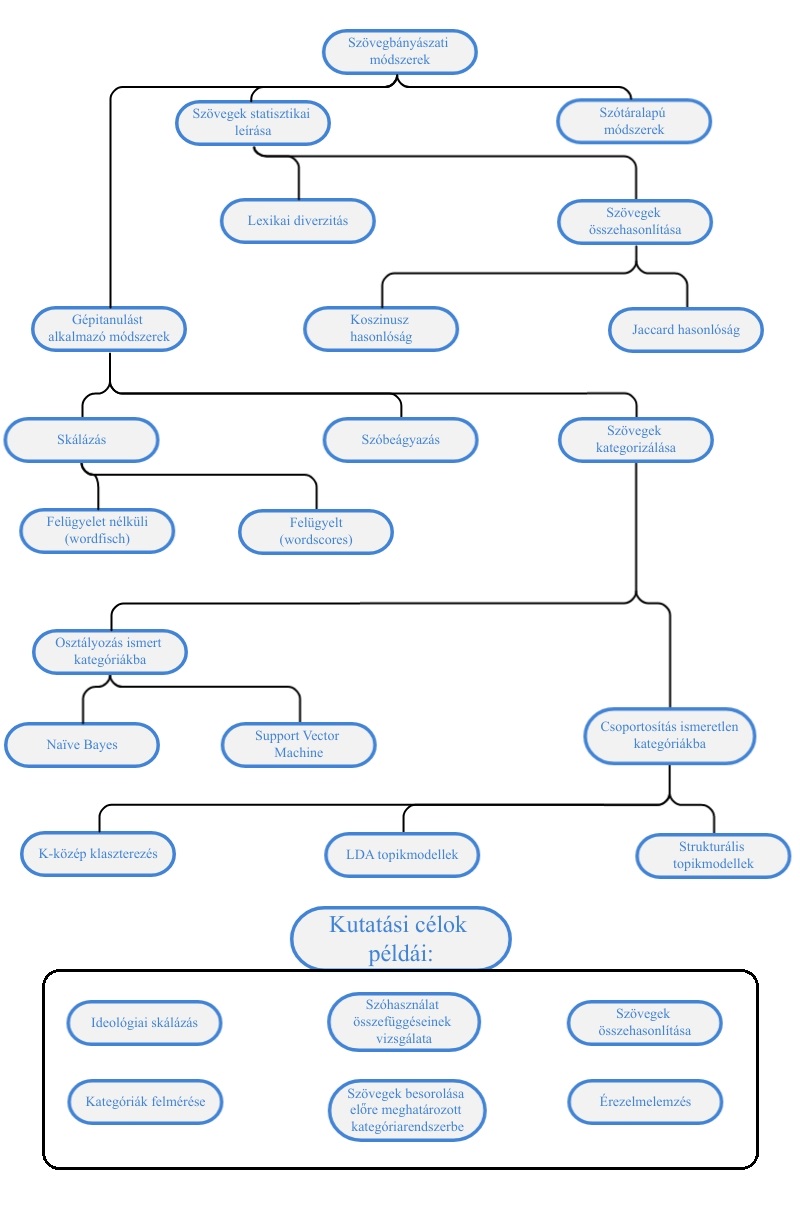 Szövegbányászati
módszerek
Szövegek statisztikai
leírása
Szótáralapú
módszerek
Lexikai diverzitás
Szövegek
összehasonlítása
Gépitanulást
alkalmazó módszerek
Koszinusz
hasonlóság
Jaccard hasonlóság
Skálázás
Szóbeágyazás
Szövegek
kategorizálása
Felügyelet nélküli
(wordfisch)
Felügyelt
(wordscores)
Osztályozás ismert
kategóriákba
Naïve Bayes
Support Vector
Machine
Csoportosítás ismeretlen
kategóriákba
K-közép klaszterezés
LDA topikmodellek
Strukturális
topikmodellek
Kutatási célok
példái:
Ideológiai skálázás
Szóhasználat
összefüggéseinek
vizsgálata
Szövegek
összehasonlítása
Kategóriák felmérése
Szövegek besorolása
előre meghatározott
kategóriarendszerbe
Érezelmelemzés